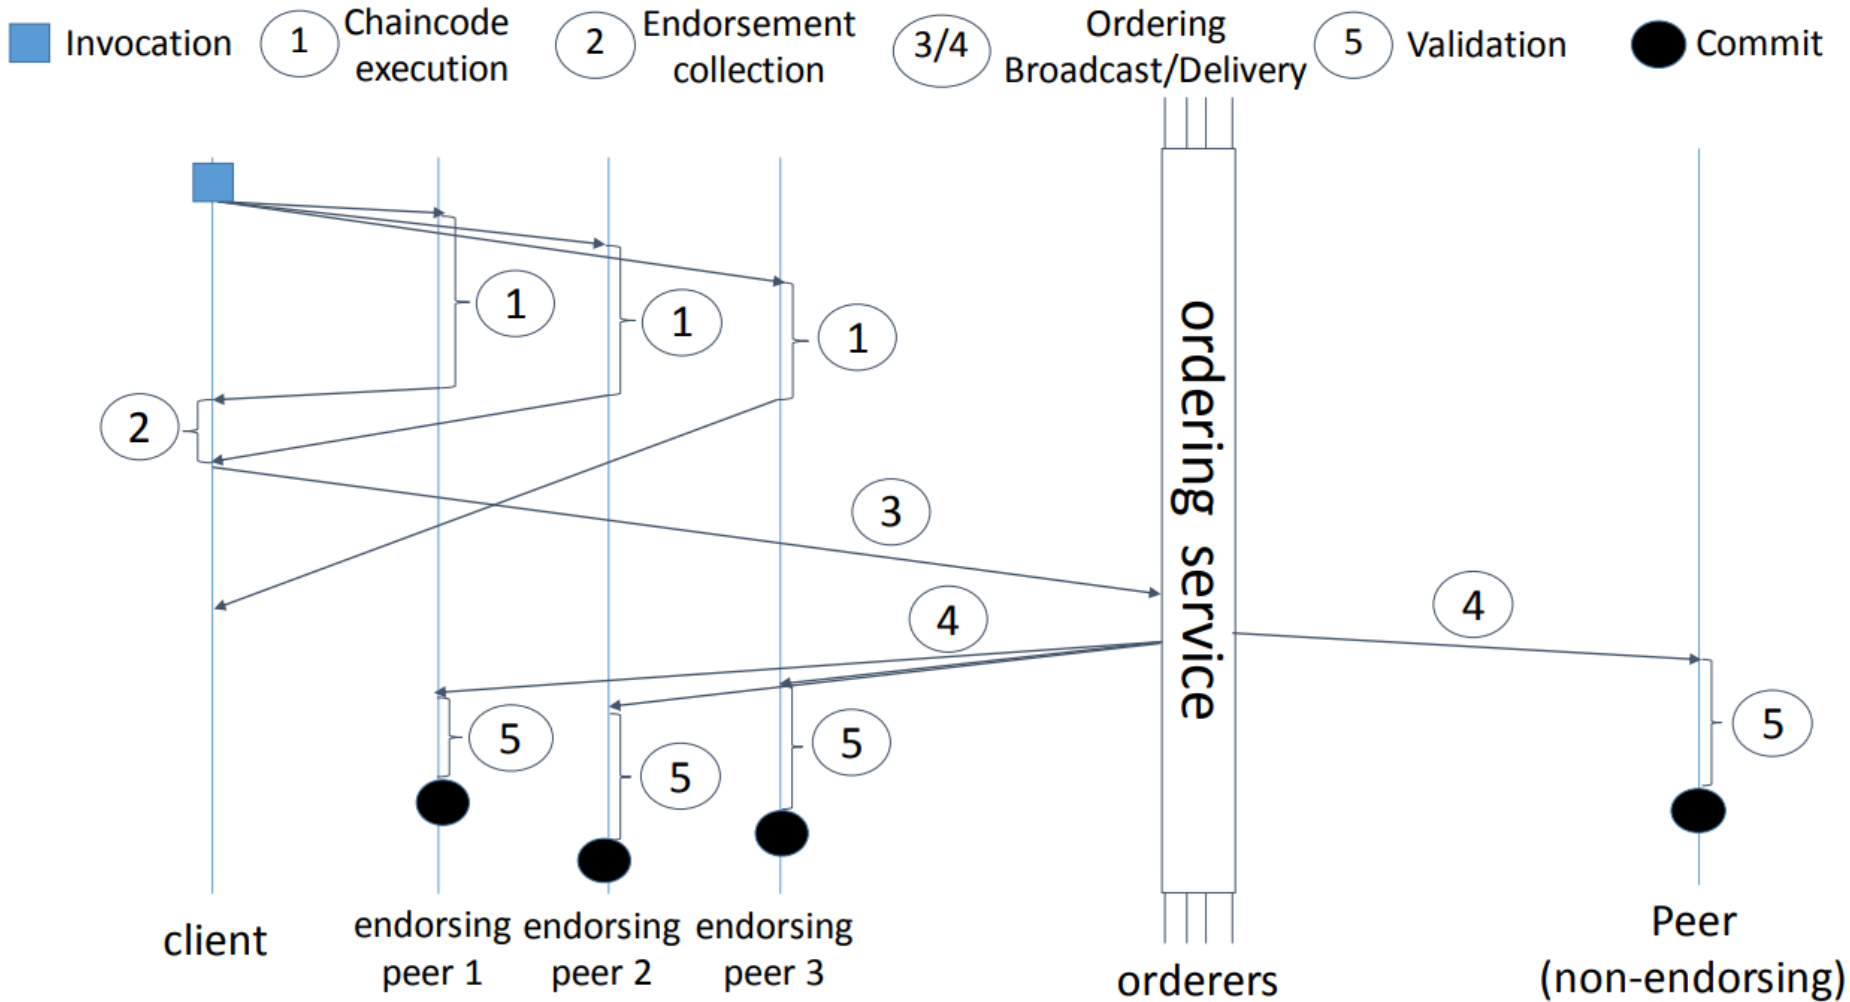 Invocation
1
Chaincode
execution
2
Endorsement
collection
3/4
Ordering
Broadcast/Delivery
5
Validation
Commit
1
1
1
2
3
4
4
5
5
5
5
ordering service
client
endorsing
peer 1
endorsing
peer 2
endorsing
peer 3
orderers
Peer
(non-endorsing)